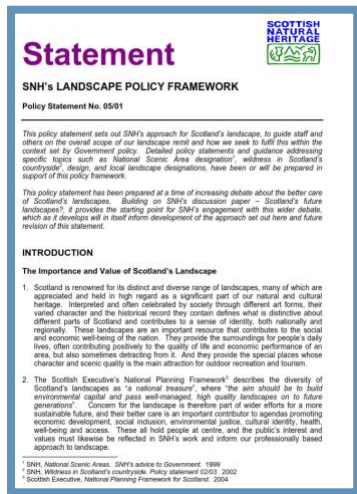 SCOTTISH
NATURAL
HERITAGE
Statement
SNH's LANDSCAPE POLICY FRAMEWORK
Policy Statement No. 05/01
This policy statement sets out SNH's approach for Scotland's landscape, to guide staff and
others on the overall scope of our landscape remit and how we seek to fulfil this within the
context set by Government policy. Detailed policy statements and guidance addressing
specific topics such as National Scenic Area designation¹, wildness in Scotland's
countryside², design, and local landscape designations, have been or will be prepared in
support of this policy framework.
This policy statement has been prepared at a time of increasing debate about the better care
of Scotland's landscapes. Building on SNH's discussion paper – Scotland's future
landscapes?, it provides the starting point for SNH's engagement with this wider debate,
which as it develops will in itself inform development of the approach set out here and future
revision of this statement.
INTRODUCTION
The Importance and Value of Scotland's Landscape
1. Scotland is renowned for its distinct and diverse range of landscapes, many of which are
appreciated and held in high regard as a significant part of our natural and cultural
heritage. Interpreted and often celebrated by society through different art forms, their
varied character and the historical record they contain defines what is distinctive about
different parts of Scotland and contributes to a sense of identity, both nationally and
regionally. These landscapes are an important resource that contributes to the social
and economic well-being of the nation. They provide the surroundings for people's daily
lives, often contributing positively to the quality of life and economic performance of an
area, but also sometimes detracting from it. And they provide the special places whose
character and scenic quality is the main attraction for outdoor recreation and tourism.
2. The Scottish Executive's National Planning Framework³ describes the diversity of
Scotland's landscapes as "a national treasure", where "the aim should be to build
environmental capital and pass well-managed, high quality landscapes on to future
generations". Concern for the landscape is therefore part of wider efforts for a more
sustainable future, and their better care is an important contributor to agendas promoting
economic development, social inclusion, environmental justice, cultural identity, health,
well-being and access. These all hold people at centre, and the public's interest and
values must likewise be reflected in SNH's work and inform our professionally based
approach to landscape.
¹ SNH, National Scenic Areas. SNH's advice to Government. 1999
² SNH, Wildness in Scotland's countryside. Policy statement 02/03. 2002
³ Scottish Executive, National Planning Framework for Scotland. 2004